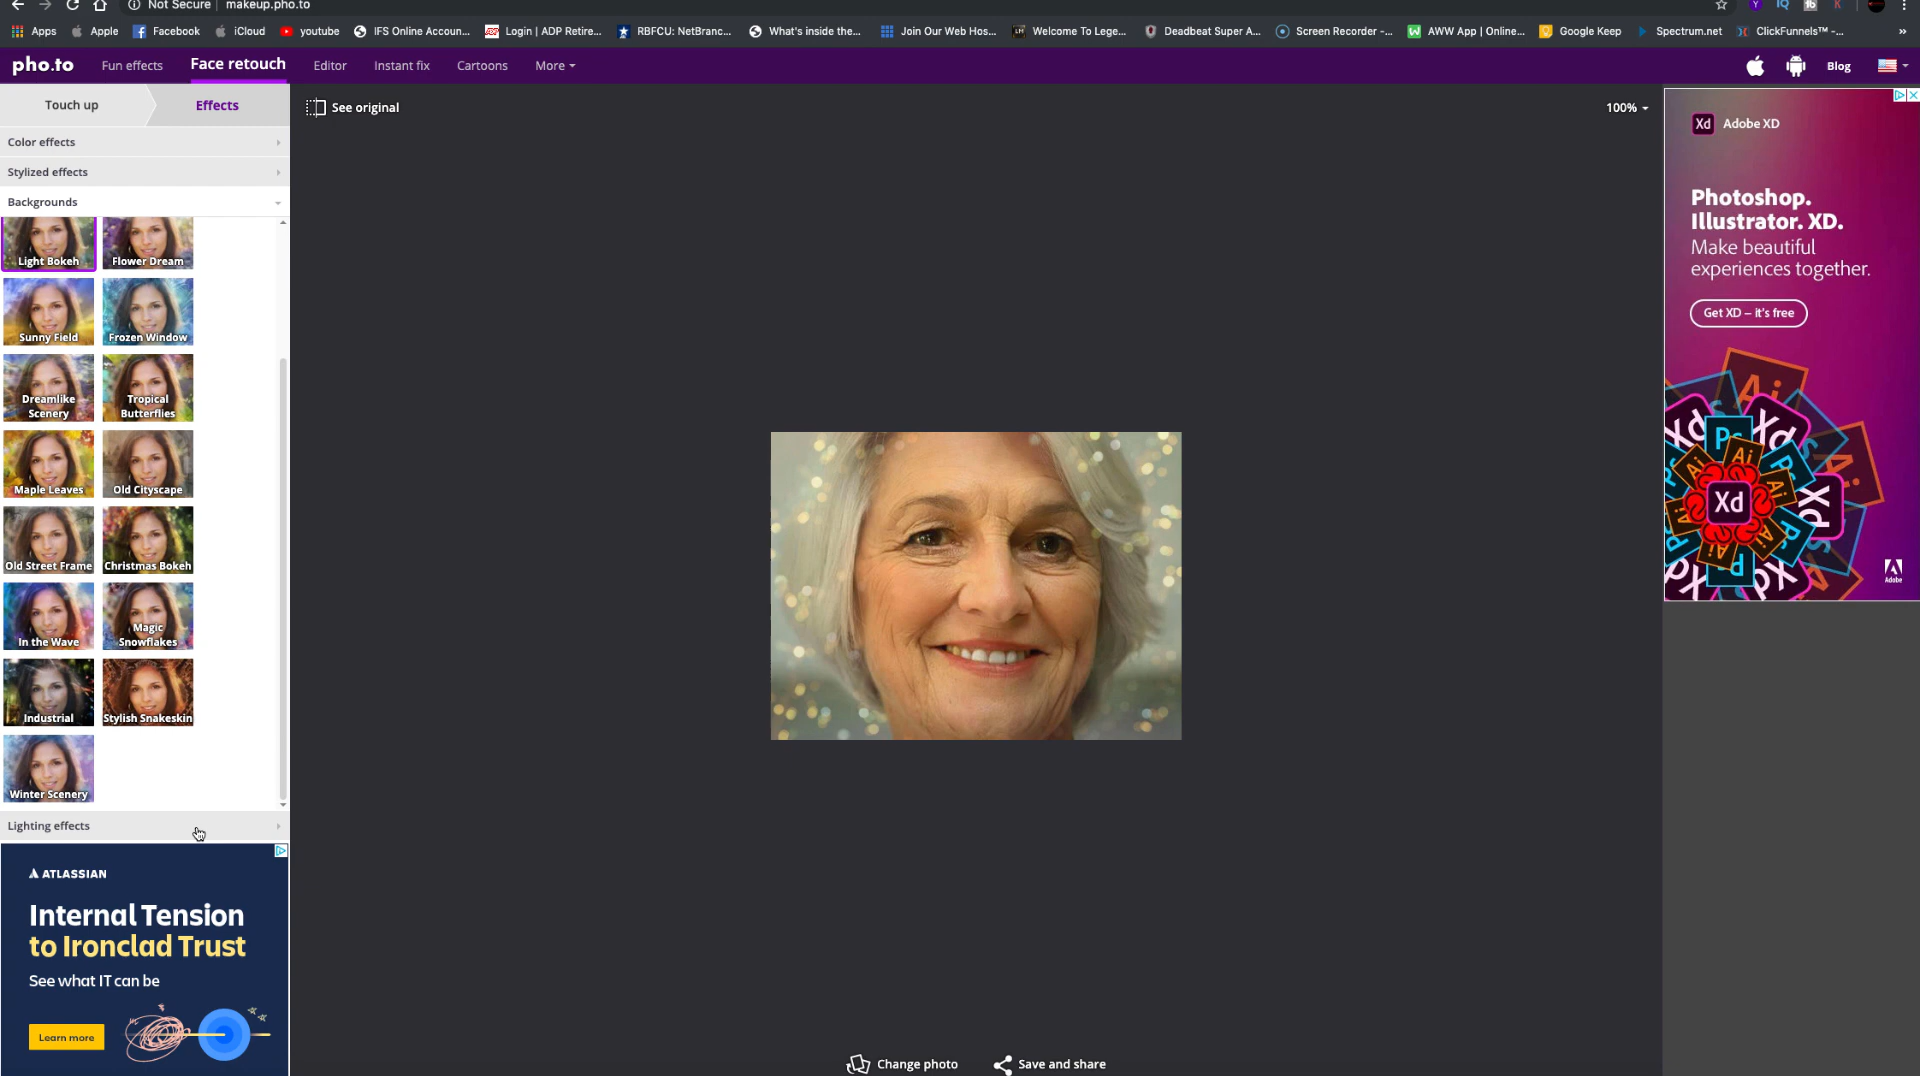 Not Secure makeup.pho.to
Apps Apple Facebook iCloud youtube IFS Online Accoun... Login | ADP Retire... RBFCU: NetBranc... What's inside the... Join Our Web Hos... Welcome To Lege... Deadbeat Super A... Screen Recorder -... AWW App | Online... Google Keep Spectrum.net ClickFunnels™ -... »
pho.to Fun effects Face retouch Editor Instant fix Cartoons More Blog
Touch up Effects
See original 100%
Color effects
Stylized effects
Backgrounds
Light Bokeh Flower Dream
Sunny Field Frozen Window
Dreamlike Scenery
Tropical Butterflies
Maple Leaves Old Cityscape
Old Street Frame Christmas Bokeh
In the Wave
Magic Snowflakes
Industrial Stylish Snakeskin
Winter Scenery
Lighting effects
ATLASSIAN
Internal Tension
to Ironclad Trust
See what IT can be
Learn more
Change photo Save and share
Xd Adobe XD
Photoshop.
Illustrator. XD.
Make beautiful
experiences together.
Get XD – it's free
Xd
Adobe